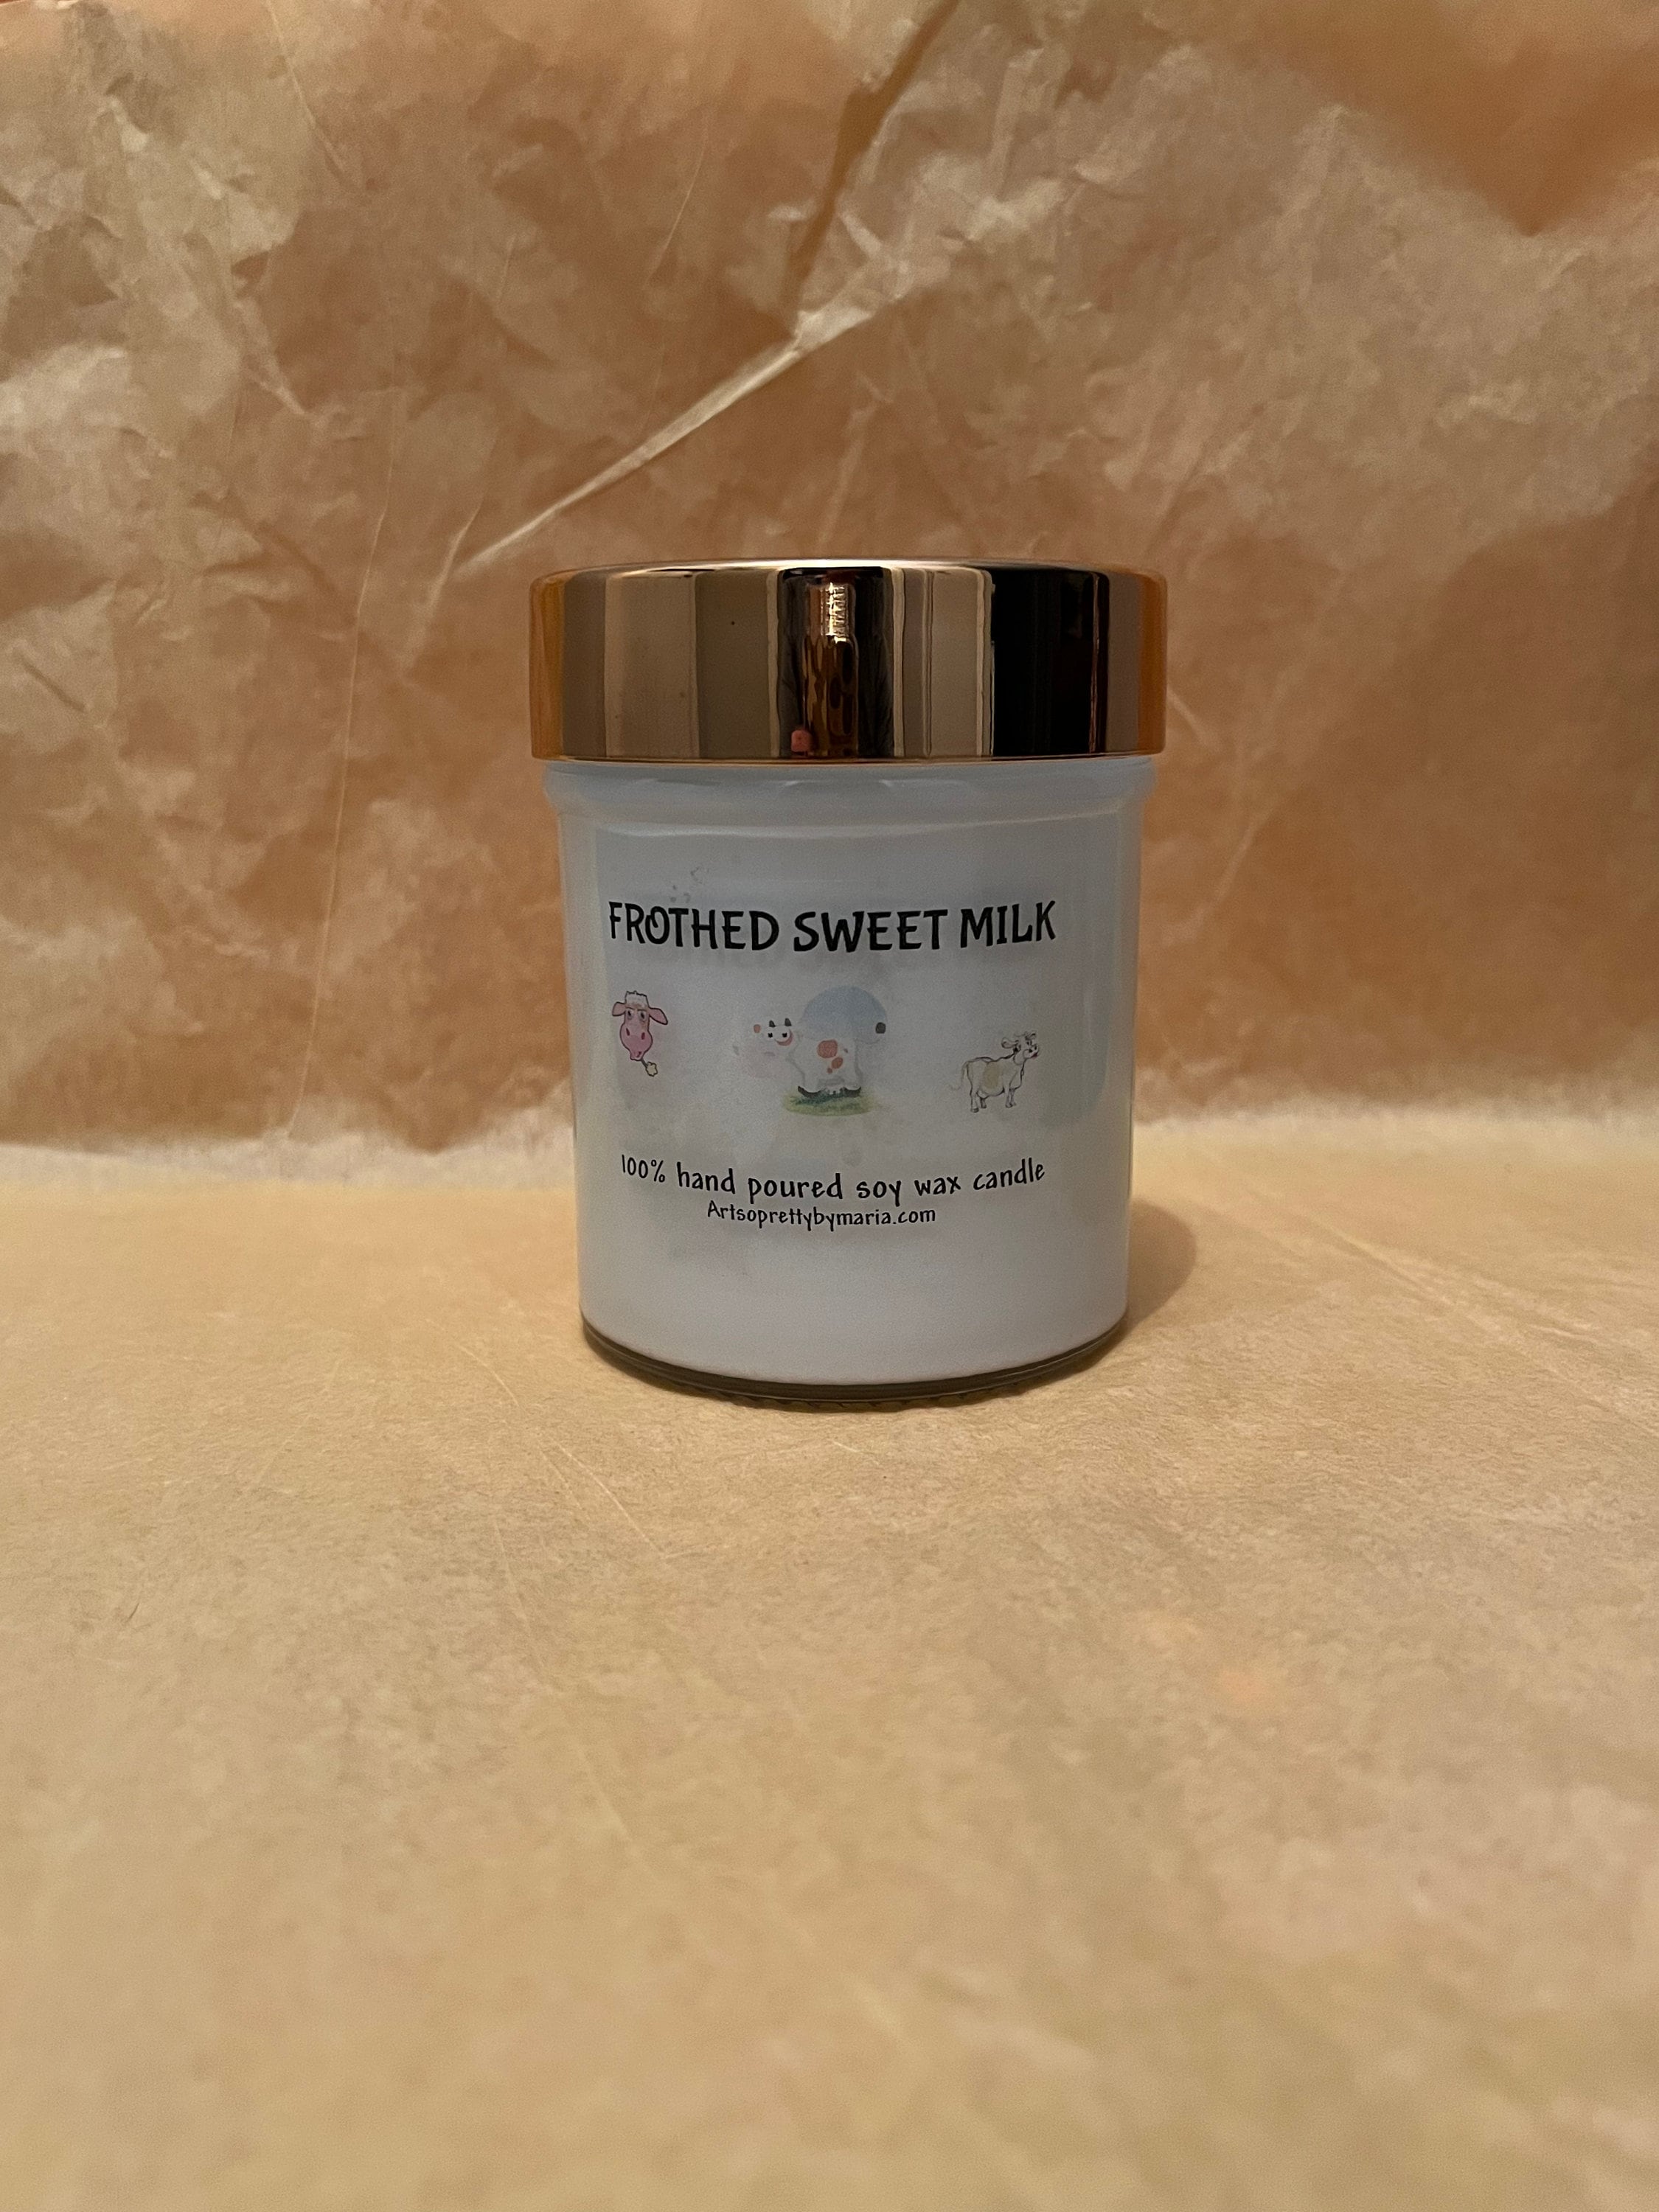 FROTHED SWEET MILK
100% hand poured soy wax candle
Artsoprettybymaria.com